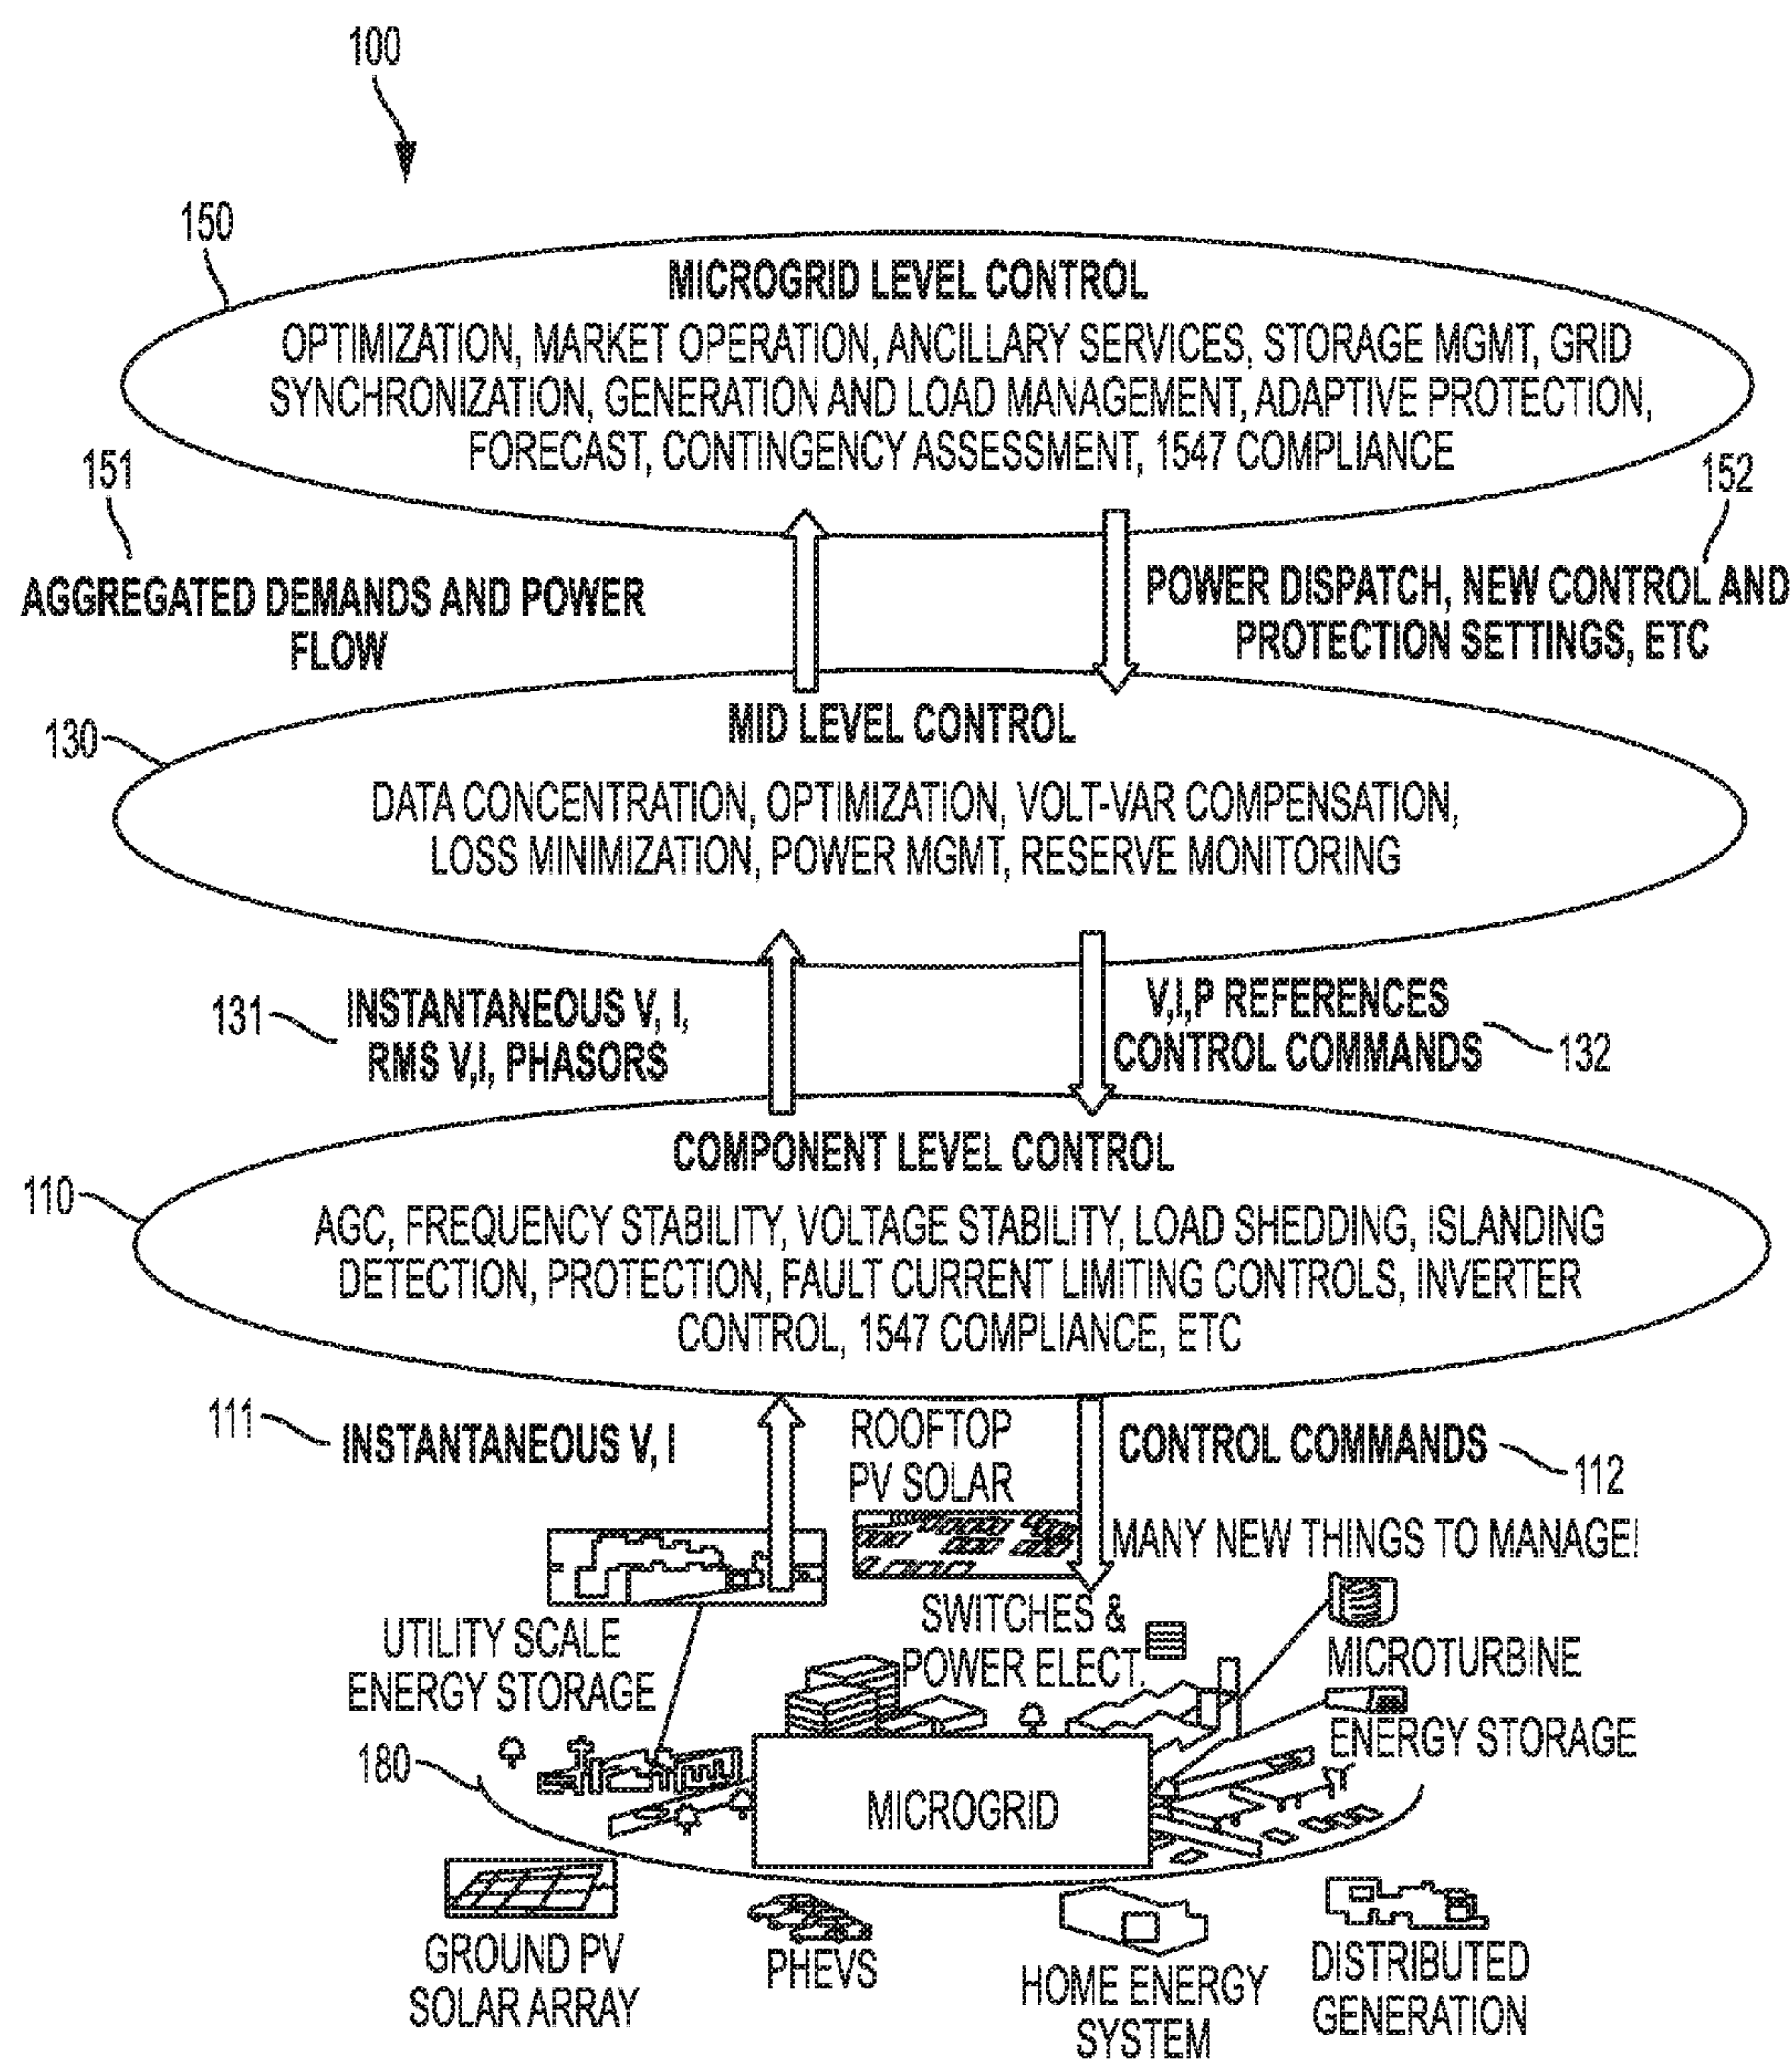 100
150
MICROGRID LEVEL CONTROL
OPTIMIZATION, MARKET OPERATION, ANCILLARY SERVICES, STORAGE MGMT, GRID
SYNCHRONIZATION, GENERATION AND LOAD MANAGEMENT, ADAPTIVE PROTECTION,
FORECAST, CONTINGENCY ASSESSMENT, 1547 COMPLIANCE
151
152
AGGREGATED DEMANDS AND POWER
FLOW
POWER DISPATCH, NEW CONTROL AND
PROTECTION SETTINGS, ETC
130
MID LEVEL CONTROL
DATA CONCENTRATION, OPTIMIZATION, VOLT-VAR COMPENSATION,
LOSS MINIMIZATION, POWER MGMT, RESERVE MONITORING
131
INSTANTANEOUS V, I,
RMS V,I, PHASORS
V,I,P REFERENCES
CONTROL COMMANDS
132
110
COMPONENT LEVEL CONTROL
AGC, FREQUENCY STABILITY, VOLTAGE STABILITY, LOAD SHEDDING, ISLANDING
DETECTION, PROTECTION, FAULT CURRENT LIMITING CONTROLS, INVERTER
CONTROL, 1547 COMPLIANCE, ETC
111
INSTANTANEOUS V, I
ROOFTOP
PV SOLAR
CONTROL COMMANDS
112
MANY NEW THINGS TO MANAGE!
UTILITY SCALE
ENERGY STORAGE
SWITCHES &
POWER ELECT.
MICROTURBINE
ENERGY STORAGE
180
MICROGRID
GROUND PV
SOLAR ARRAY
PHEVS
HOME ENERGY
SYSTEM
DISTRIBUTED
GENERATION